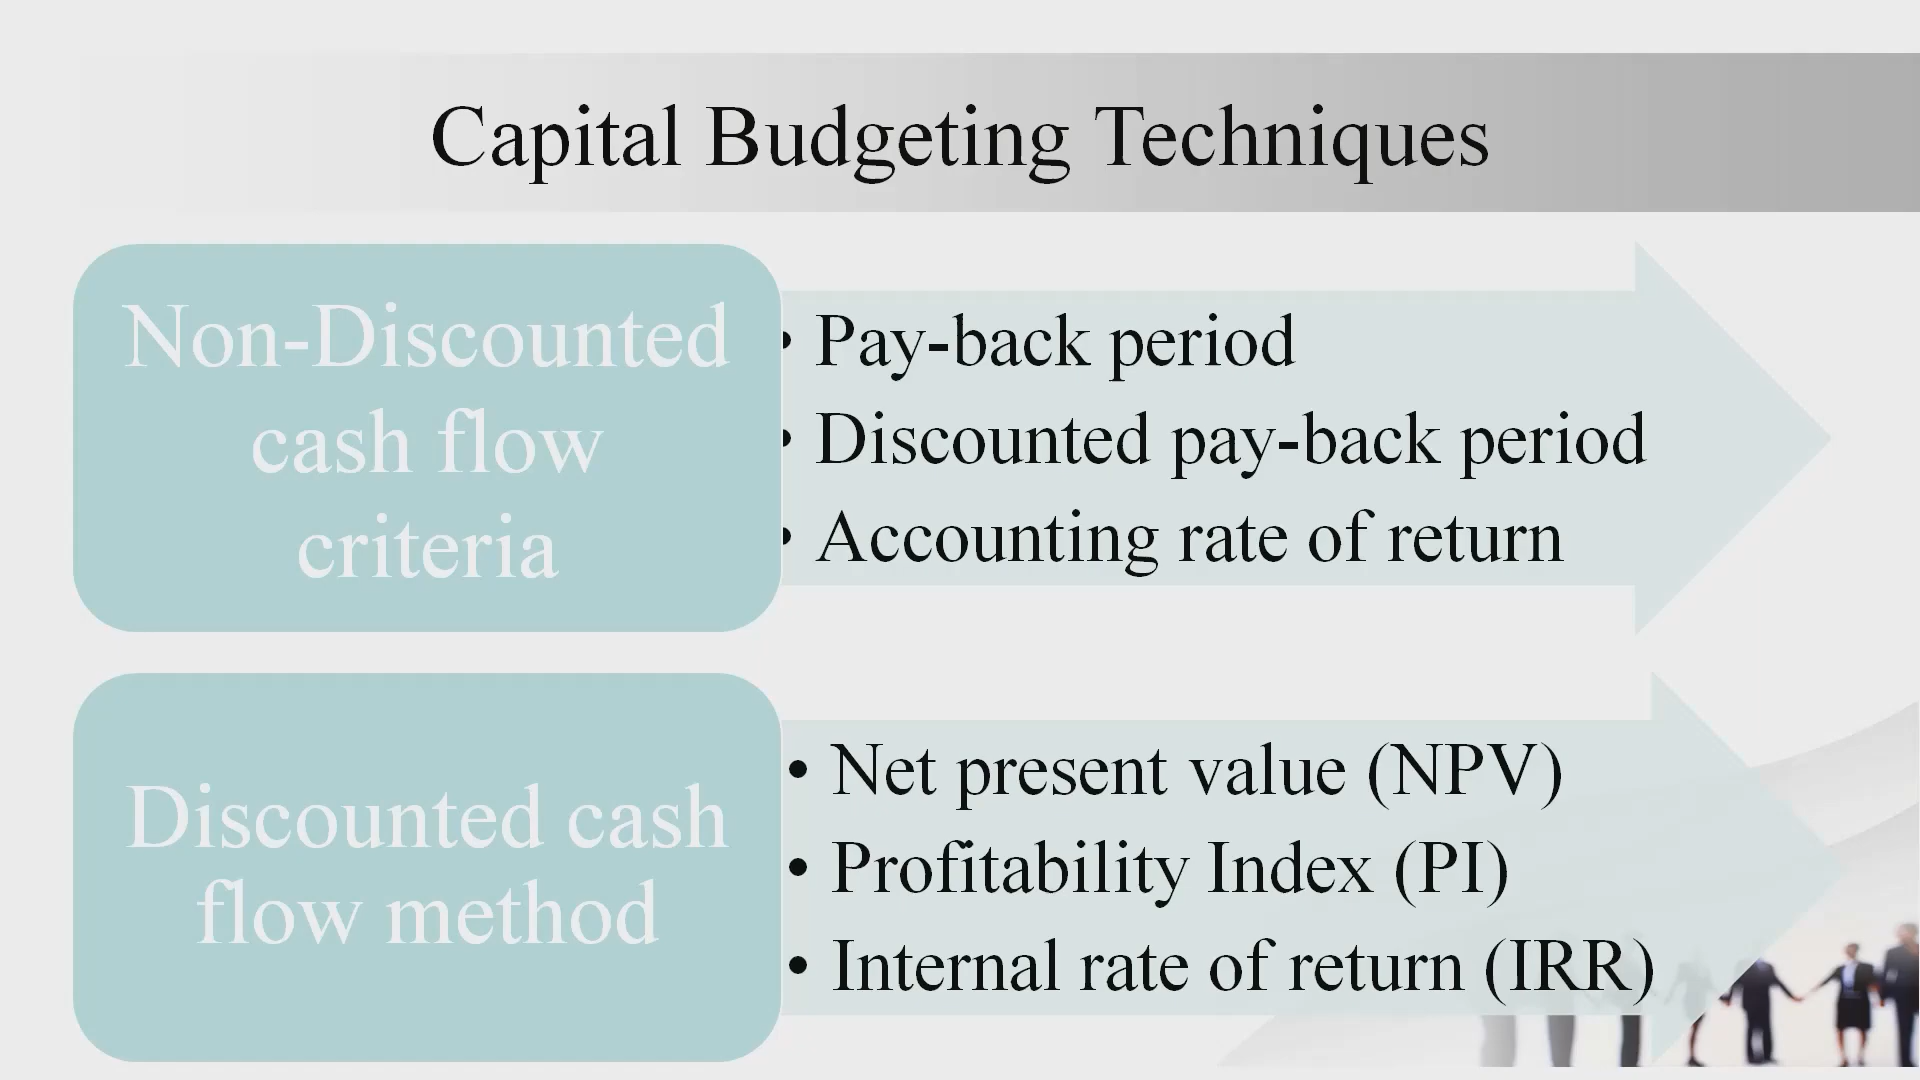 Capital Budgeting Techniques
Non-Discounted
cash flow
criteria
• Pay-back period
• Discounted pay-back period
• Accounting rate of return
Discounted cash
flow method
• Net present value (NPV)
• Profitability Index (PI)
• Internal rate of return (IRR)